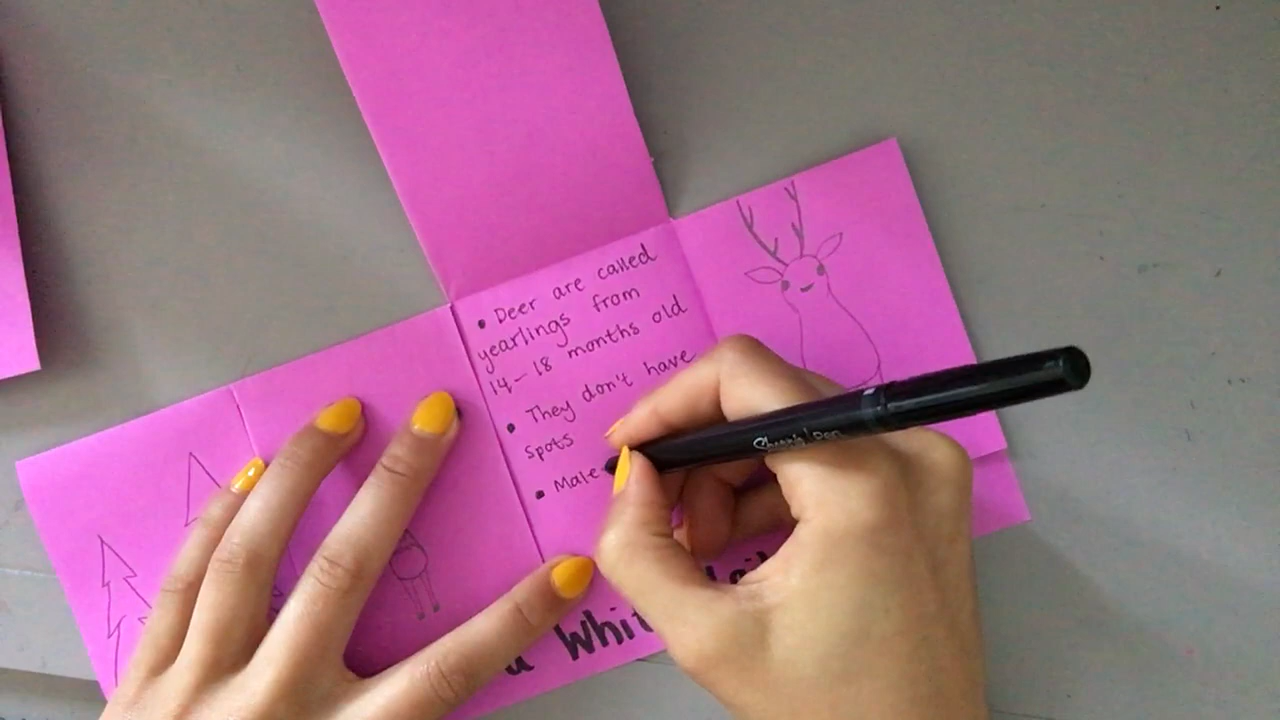 • Deer are called
yearlings from
14-18 months old
• They don't have
spots
• Male
Sharpie Pen
a Whit